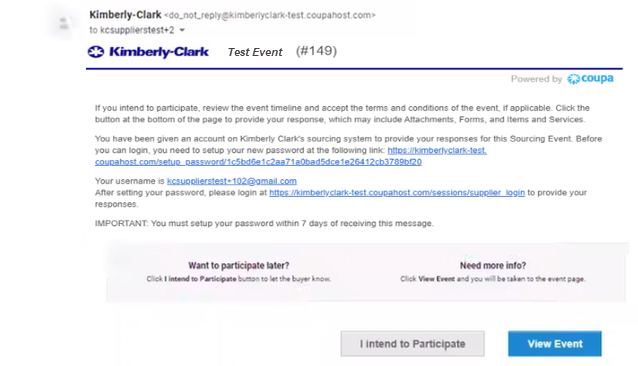 Kimberly-Clark <do_not_reply@kimberlyclark-test.coupahost.com>
to kcsupplierstest+2
Kimberly-Clark Test Event (#149)
Powered by coupa
If you intend to participate, review the event timeline and accept the terms and conditions of the event, if applicable. Click the
button at the bottom of the page to provide your response, which may include Attachments, Forms, and Items and Services.
You have been given an account on Kimberly Clark's sourcing system to provide your responses for this Sourcing Event. Before
you can login, you need to setup your new password at the following link: https://kimberlyclark-test.
coupahost.com/setup_password/1c5bd6e1c2aa71a0bad5dce1e26412cb3789bf20
Your username is kcsupplierstest+102@gmail.com
After setting your password, please login at https://kimberlyclark-test.coupahost.com/sessions/supplier_login to provide your
responses.
IMPORTANT: You must setup your password within 7 days of receiving this message.
Want to participate later? Need more info?
Click I intend to Participate button to let the buyer know. Click View Event and you will be taken to the event page.
I intend to Participate View Event